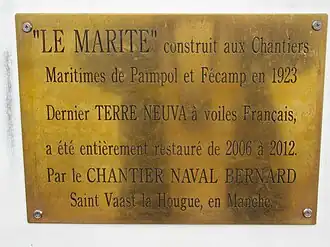 "LE MARITE" construit aux Chantiers
Maritimes de Paimpol et Fécamp en 1923
Dernier TERRE NEUVA à voiles Français,
a été entièrement restauré de 2006 à 2012.
Par le CHANTIER NAVAL BERNARD
Saint Vaast la Hougue, en Manche.